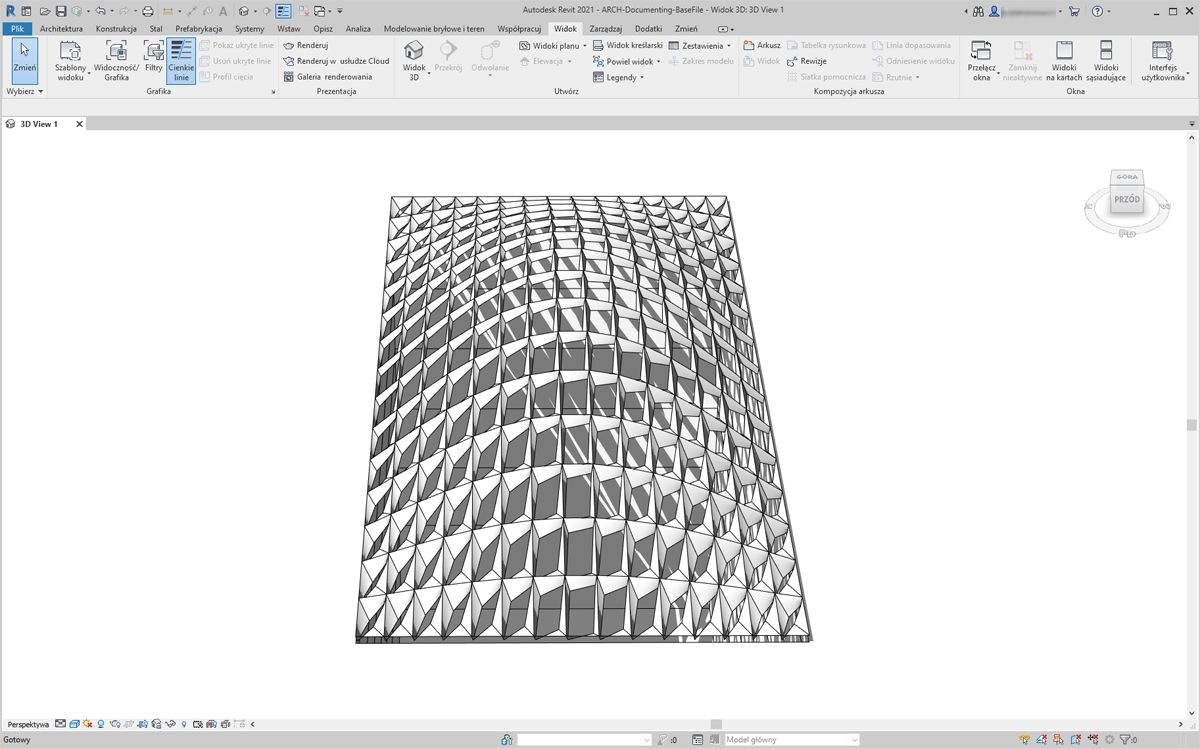 Autodesk Revit 2021 - ARCH-Documenting-BaseFile - Widok 3D: 3D View 1
Plik Architektura Konstrukcja Stal Prefabrykacja Systemy Wstaw Opisz Analiza Modelowanie bryłowe i teren Współpracuj Widok Zarządzaj Dodatki Zmień
Zmień
Szablony widoku
Widoczność/ Grafika
Filtry
Cienkie linie
Pokaż ukryte linie
Usuń ukryte linie
Profil cięcia
Renderuj
Renderuj w usłudze Cloud
Galeria renderowania
Widok 3D
Przekrój
Odwołanie
Widoki planu
Elewacja
Widok kreślarski
Powiel widok
Legendy
Zestawienia
Zakres modelu
Arkusz
Widok
Tabelka rysunkowa
Rewizje
Siatka pomocnicza
Linia dopasowania
Odniesienie widoku
Rzutnie
Przełącz okna
Zamknij nieaktywne
Widoki na kartach
Widoki sąsiadujące
Interfejs użytkownika
Wybierz Grafika Prezentacja Utwórz Kompozycja arkusza Okna
3D View 1
GÓRA
PRZÓD
Perspektywa
Gotowy
:0
Model główny
:0